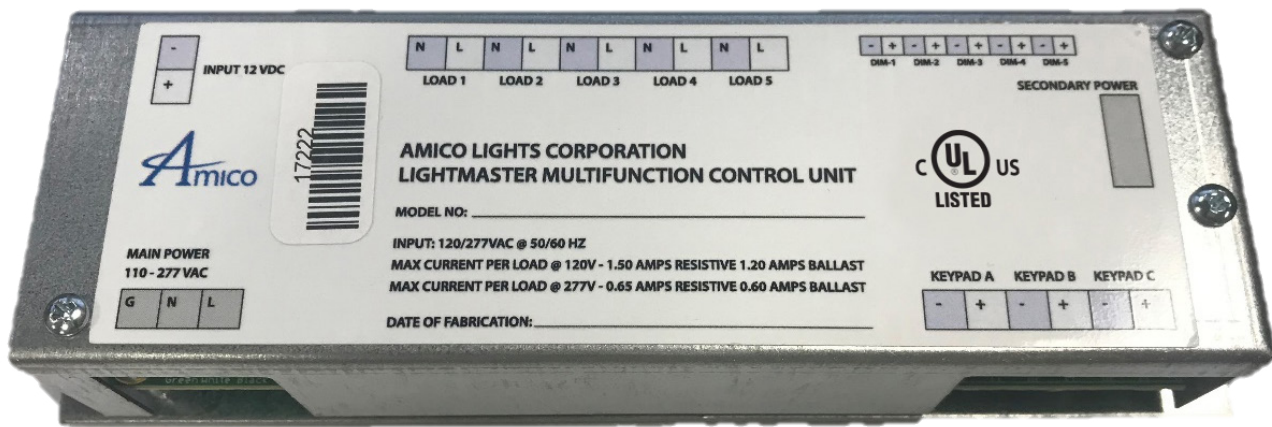 -
+
INPUT 12 VDC
N L N L N L N L N L
LOAD 1 LOAD 2 LOAD 3 LOAD 4 LOAD 5
- + - + - + - + - +
DIM-1 DIM-2 DIM-3 DIM-4 DIM-5
SECONDARY POWER
Amico
17222
AMICO LIGHTS CORPORATION
LIGHTMASTER MULTIFUNCTION CONTROL UNIT
C UL ® US
LISTED
MODEL NO:
INPUT: 120/277VAC @ 50/60 HZ
MAX CURRENT PER LOAD @ 120V - 1.50 AMPS RESISTIVE 1.20 AMPS BALLAST
MAX CURRENT PER LOAD @ 277V - 0.65 AMPS RESISTIVE 0.60 AMPS BALLAST
DATE OF FABRICATION:
MAIN POWER
110 - 277 VAC
G N L
KEYPAD A KEYPAD B KEYPAD C
- + - + - +
Green White Black